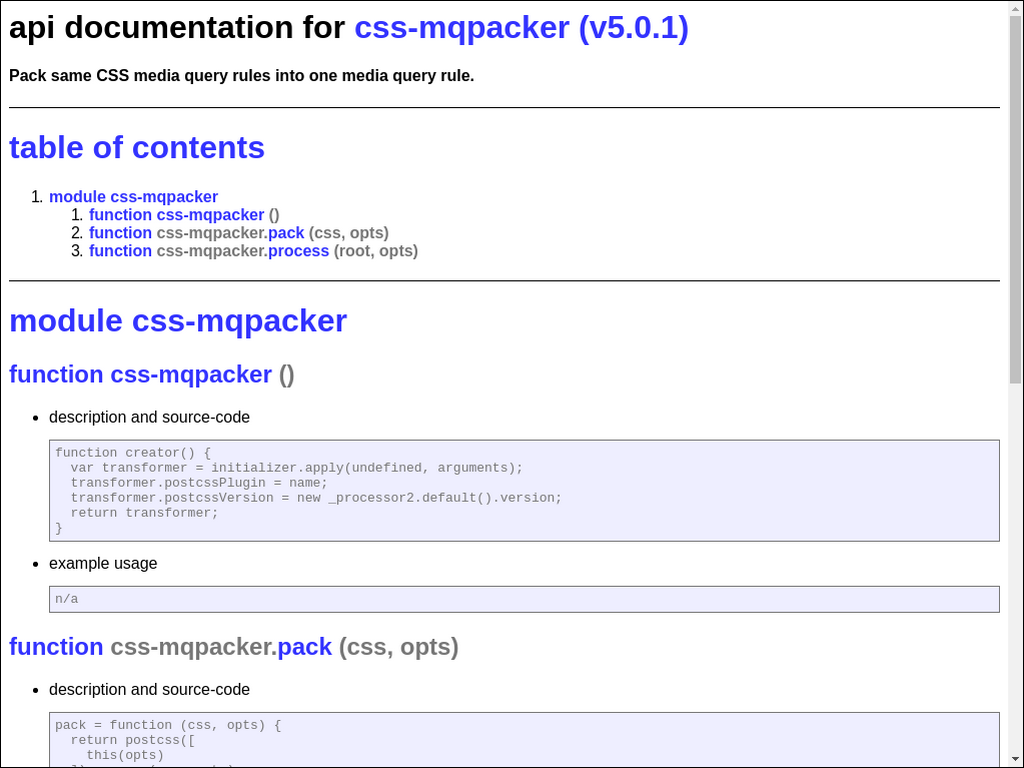 api documentation for css-mqpacker (v5.0.1)
Pack same CSS media query rules into one media query rule.
table of contents
1. module css-mqpacker
1. function css-mqpacker ()
2. function css-mqpacker.pack (css, opts)
3. function css-mqpacker.process (root, opts)
module css-mqpacker
function css-mqpacker ()
• description and source-code
function creator() {
  var transformer = initializer.apply(undefined, arguments);
  transformer.postcssPlugin = name;
  transformer.postcssVersion = new _processor2.default().version;
  return transformer;
}
• example usage
n/a
function css-mqpacker.pack (css, opts)
• description and source-code
pack = function (css, opts) {
  return postcss([
    this(opts)